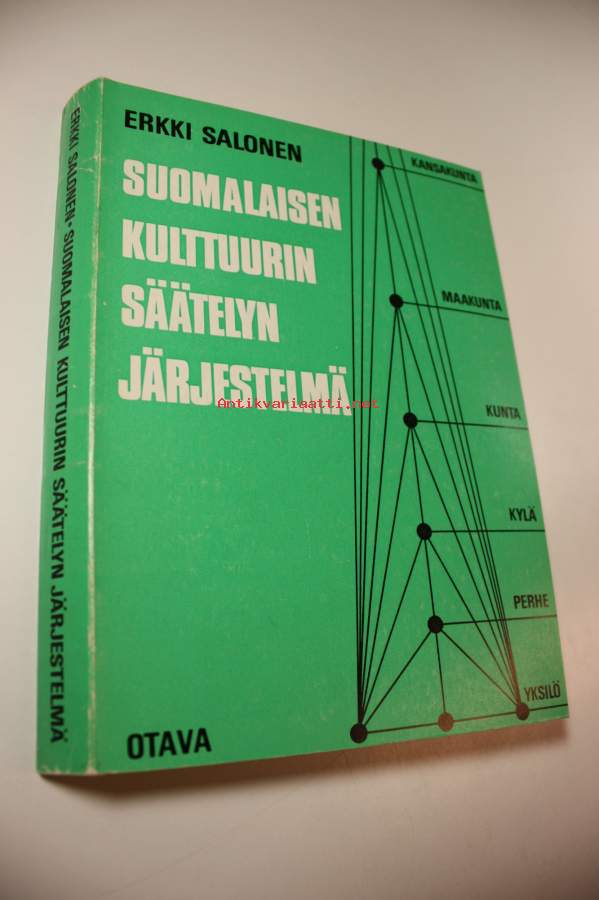 ERKKI SALONEN • SUOMALAISEN KULTTUURIN SÄÄTELYN JÄRJESTELMÄ
ERKKI SALONEN
SUOMALAISEN
KULTTUURIN
SÄÄTELYN
JÄRJESTELMÄ
Antikvariaatti.net
KANSAKUNTA
MAAKUNTA
KUNTA
KYLÄ
PERHE
YKSILÖ
OTAVA